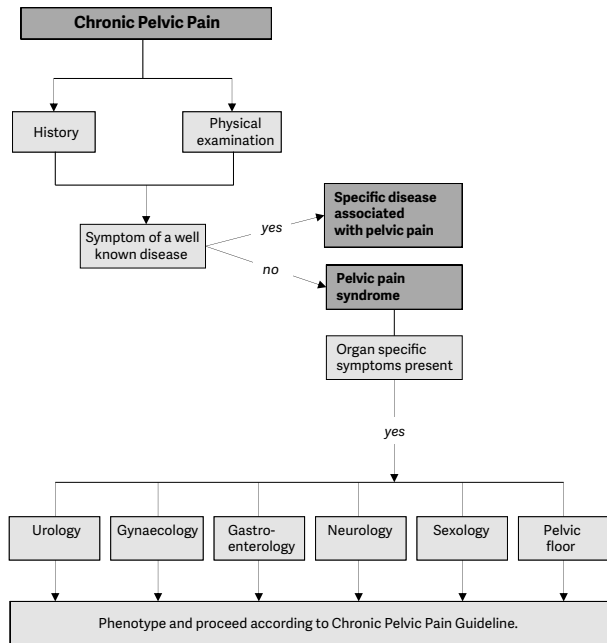 Chronic Pelvic Pain
History
Physical
examination
Symptom of a well
known disease
yes
Specific disease
associated
with pelvic pain
no
Pelvic pain
syndrome
Organ specific
symptoms present
yes
Urology
Gynaecology
Gastro-
enterology
Neurology
Sexology
Pelvic
floor
Phenotype and proceed according to Chronic Pelvic Pain Guideline.